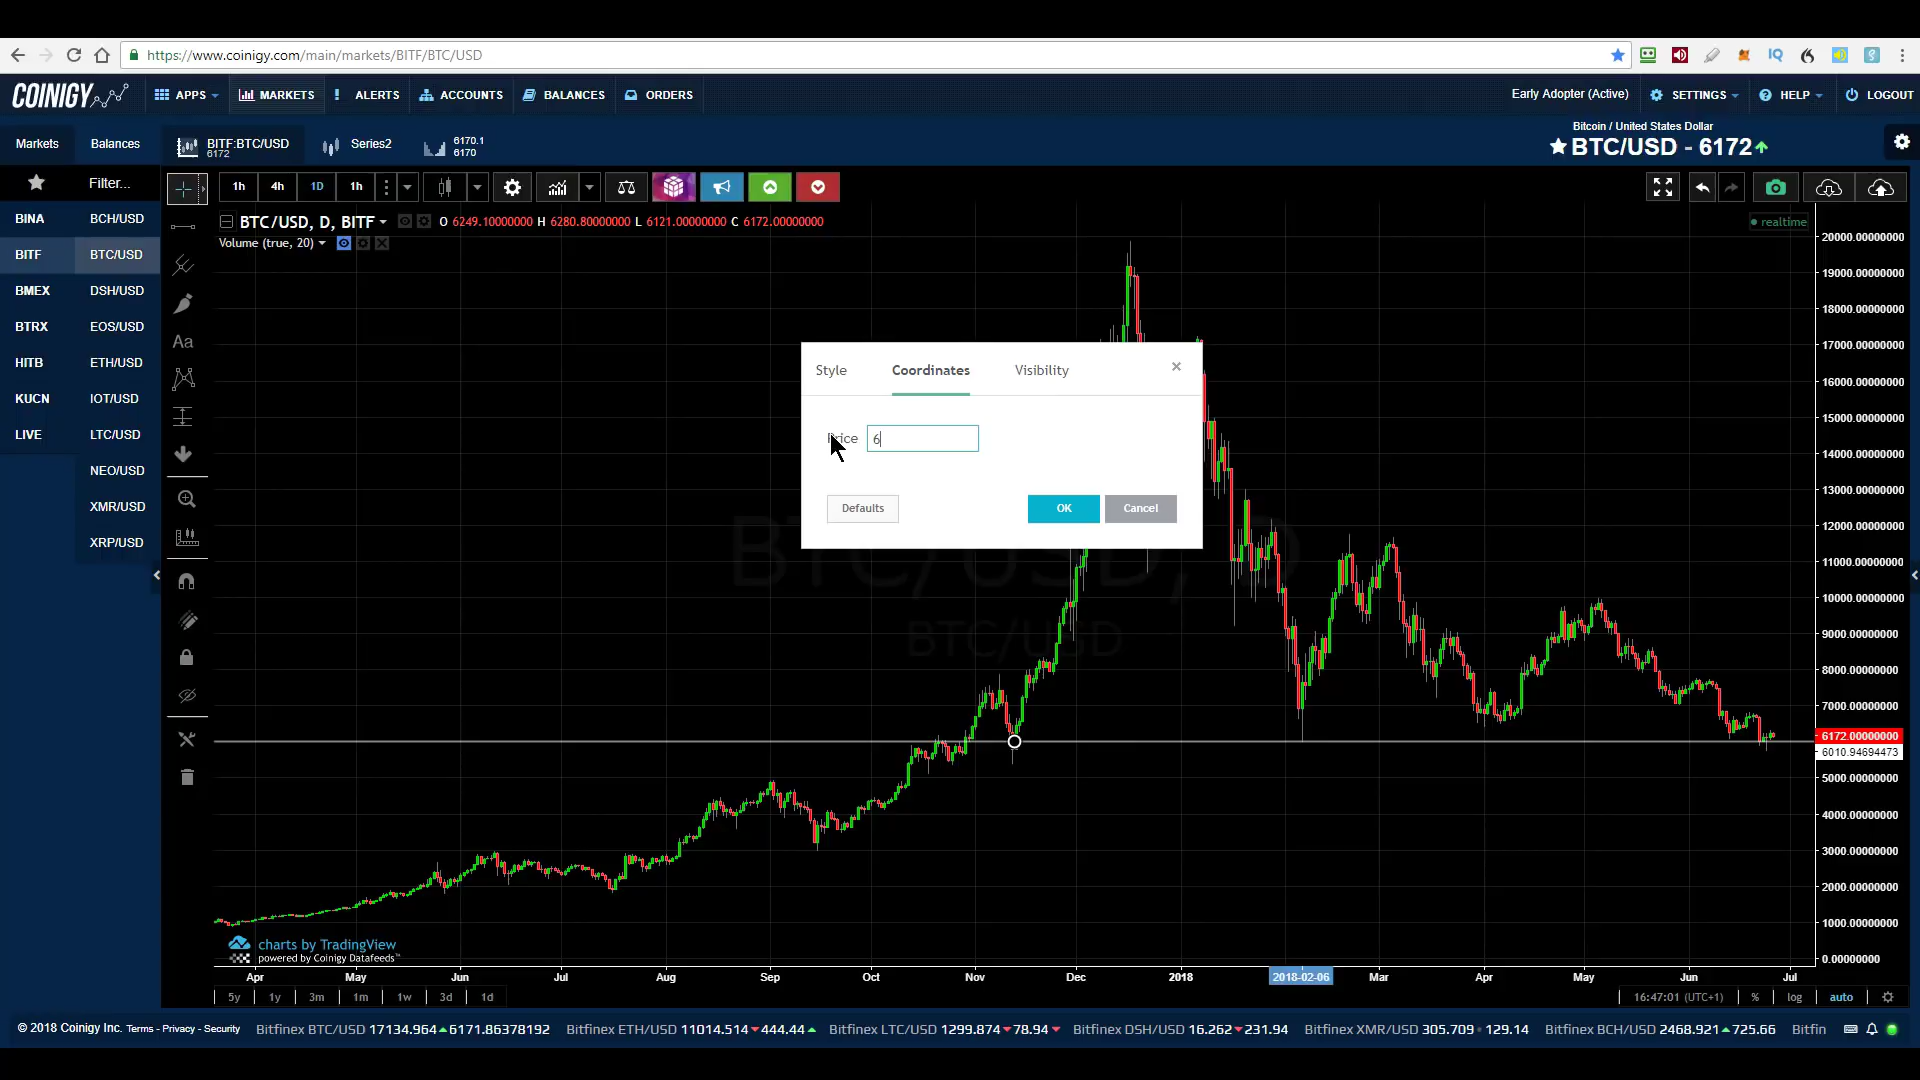 https://www.coinigy.com/main/markets/BITF/BTC/USD
COINIGY APPS MARKETS ALERTS ACCOUNTS BALANCES ORDERS Early Adopter (Active) SETTINGS HELP LOGOUT
Bitcoin / United States Dollar
BTC/USD - 6172
Markets Balances BITF:BTC/USD 6172 Series2 6170.1 6170
Filter... 1h 4h 1D 1h
BINA BCH/USD
BITF BTC/USD
BMEX DSH/USD
BTRX EOS/USD
HITB ETH/USD
KUCN IOT/USD
LIVE LTC/USD
NEO/USD
XMR/USD
XRP/USD
Aa
BTC/USD, D, BITF O 6249.10000000 H 6280.80000000 L 6121.00000000 C 6172.00000000
Volume (true, 20)
realtime
Style Coordinates Visibility
Price 6
Defaults OK Cancel
BTC/USD, D
BTC/USD
20000.00000000
19000.00000000
18000.00000000
17000.00000000
16000.00000000
15000.00000000
14000.00000000
13000.00000000
12000.00000000
11000.00000000
10000.00000000
9000.00000000
8000.00000000
7000.00000000
6172.00000000
6010.94694473
5000.00000000
4000.00000000
3000.00000000
2000.00000000
1000.00000000
0.00000000
charts by TradingView
powered by Coinigy Datafeeds™
Apr May Jun Jul Aug Sep Oct Nov Dec 2018 2018-02-06 Mar Apr May Jun Jul
5y 1y 3m 1m 1w 3d 1d 16:47:01 (UTC+1) % log auto
© 2018 Coinigy Inc. Terms - Privacy - Security Bitfinex BTC/USD 17134.964 6171.86378192 Bitfinex ETH/USD 11014.514 444.44 Bitfinex LTC/USD 1299.874 78.94 Bitfinex DSH/USD 16.262 231.94 Bitfinex XMR/USD 305.709 129.14 Bitfinex BCH/USD 2468.921 725.66 Bitfin